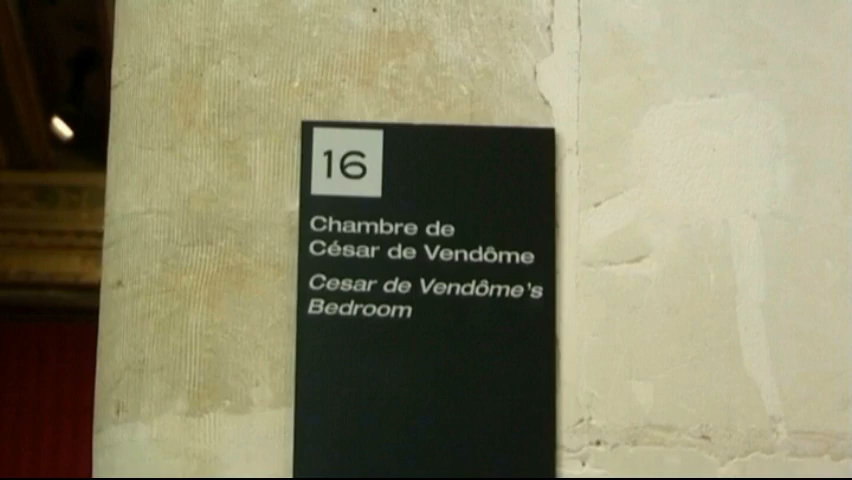 16
Chambre de
César de Vendôme
Cesar de Vendôme's
Bedroom